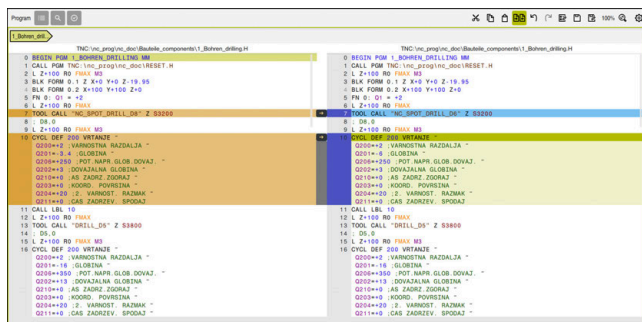 Program
100%
1_Bohren_drill.
TNC:\nc_prog\nc_doc\Bauteile_components\1_Bohren_drilling.H
0 BEGIN PGM 1_BOHREN_DRILLING MM
1 CALL PGM TNC:\nc_prog\nc_doc\RESET.H
2 L Z+100 R0 FMAX M3
3 BLK FORM 0.1 Z X+0 Y+0 Z-19.95
4 BLK FORM 0.2 X+100 Y+100 Z+0
5 FN 0: Q1 = +2
6 L Z+100 R0 FMAX
7 TOOL CALL "NC_SPOT_DRILL_D8" Z S3200
8 ; D8.0
9 L Z+100 R0 FMAX M3
10 CYCL DEF 200 VRTANJE ~
Q200=+2 ;VARNOSTNA RAZDALJA ~
Q201=-3.4 ;GLOBINA ~
Q206=+250 ;POT.NAPR.GLOB.DOVAJ. ~
Q202=+3 ;DOVAJALNA GLOBINA ~
Q210=+0 ;AS ZADRZ.ZGORAJ ~
Q203=+0 ;KOORD. POVRSINA ~
Q204=+20 ;2. VARNOST. RAZMAK ~
Q211=+0 ;CAS ZADRZEV. SPODAJ
11 CALL LBL 10
12 L Z+100 R0 FMAX
13 TOOL CALL "DRILL_D5" Z S3800
14 ; D5.0
15 L Z+100 R0 FMAX M3
16 CYCL DEF 200 VRTANJE ~
Q200=+2 ;VARNOSTNA RAZDALJA ~
Q201=-16 ;GLOBINA ~
Q206=+350 ;POT.NAPR.GLOB.DOVAJ. ~
Q202=+13 ;DOVAJALNA GLOBINA ~
Q210=+0 ;AS ZADRZ.ZGORAJ ~
Q203=+0 ;KOORD. POVRSINA ~
Q204=+20 ;2. VARNOST. RAZMAK ~
Q211=+0 ;CAS ZADRZEV. SPODAJ ~
TNC:\nc_prog\nc_doc\Bauteile_components\1_Bohren_drilling.H
0 BEGIN PGM 1_BOHREN_DRILLING MM
1 CALL PGM TNC:\nc_prog\nc_doc\RESET.H
2 L Z+100 R0 FMAX M3
3 BLK FORM 0.1 Z X+0 Y+0 Z-19.95
4 BLK FORM 0.2 X+100 Y+100 Z+0
5 FN 0: Q1 = +2
6 L Z+100 R0 FMAX
7 TOOL CALL "NC_SPOT_DRILL_D6" Z S3200
8 ; D8.0
9 L Z+100 R0 FMAX M3
10 CYCL DEF 200 VRTANJE ~
Q200=+2 ;VARNOSTNA RAZDALJA ~
Q201=-6 ;GLOBINA ~
Q206=+250 ;POT.NAPR.GLOB.DOVAJ. ~
Q202=+3 ;DOVAJALNA GLOBINA ~
Q210=+0 ;AS ZADRZ.ZGORAJ ~
Q203=+0 ;KOORD. POVRSINA ~
Q204=+20 ;2. VARNOST. RAZMAK ~
Q211=+0 ;CAS ZADRZEV. SPODAJ
11 CALL LBL 10
12 L Z+100 R0 FMAX
13 TOOL CALL "DRILL_D5" Z S3800
14 ; D5.0
15 L Z+100 R0 FMAX M3
16 CYCL DEF 200 VRTANJE ~
Q200=+2 ;VARNOSTNA RAZDALJA ~
Q201=-16 ;GLOBINA ~
Q206=+350 ;POT.NAPR.GLOB.DOVAJ. ~
Q202=+13 ;DOVAJALNA GLOBINA ~
Q210=+0 ;AS ZADRZ.ZGORAJ ~
Q203=+0 ;KOORD. POVRSINA ~
Q204=+20 ;2. VARNOST. RAZMAK ~
Q211=+0 ;CAS ZADRZEV. SPODAJ ~